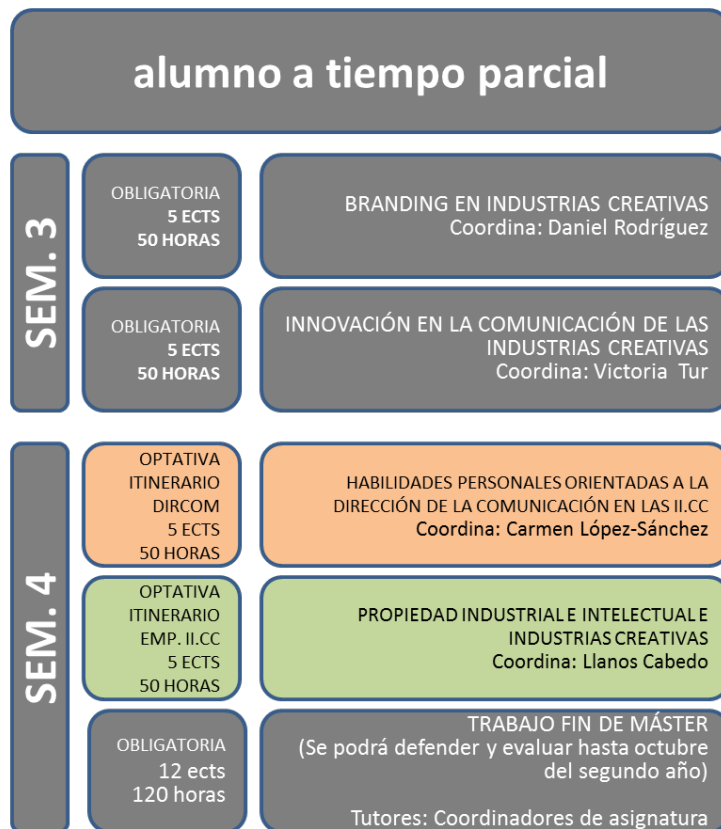 alumno a tiempo parcial
SEM. 3
OBLIGATORIA
5 ECTS
50 HORAS
BRANDING EN INDUSTRIAS CREATIVAS
Coordina: Daniel Rodríguez
OBLIGATORIA
5 ECTS
50 HORAS
INNOVACIÓN EN LA COMUNICACIÓN DE LAS
INDUSTRIAS CREATIVAS
Coordina: Victoria Tur
SEM. 4
OPTATIVA
ITINERARIO
DIRCOM
5 ECTS
50 HORAS
HABILIDADES PERSONALES ORIENTADAS A LA
DIRECCIÓN DE LA COMUNICACIÓN EN LAS II.CC
Coordina: Carmen López-Sánchez
OPTATIVA
ITINERARIO
EMP. II.CC
5 ECTS
50 HORAS
PROPIEDAD INDUSTRIAL E INTELECTUAL E
INDUSTRIAS CREATIVAS
Coordina: Llanos Cabedo
OBLIGATORIA
12 ects
120 horas
TRABAJO FIN DE MÁSTER
(Se podrá defender y evaluar hasta octubre
del segundo año)
Tutores: Coordinadores de asignatura